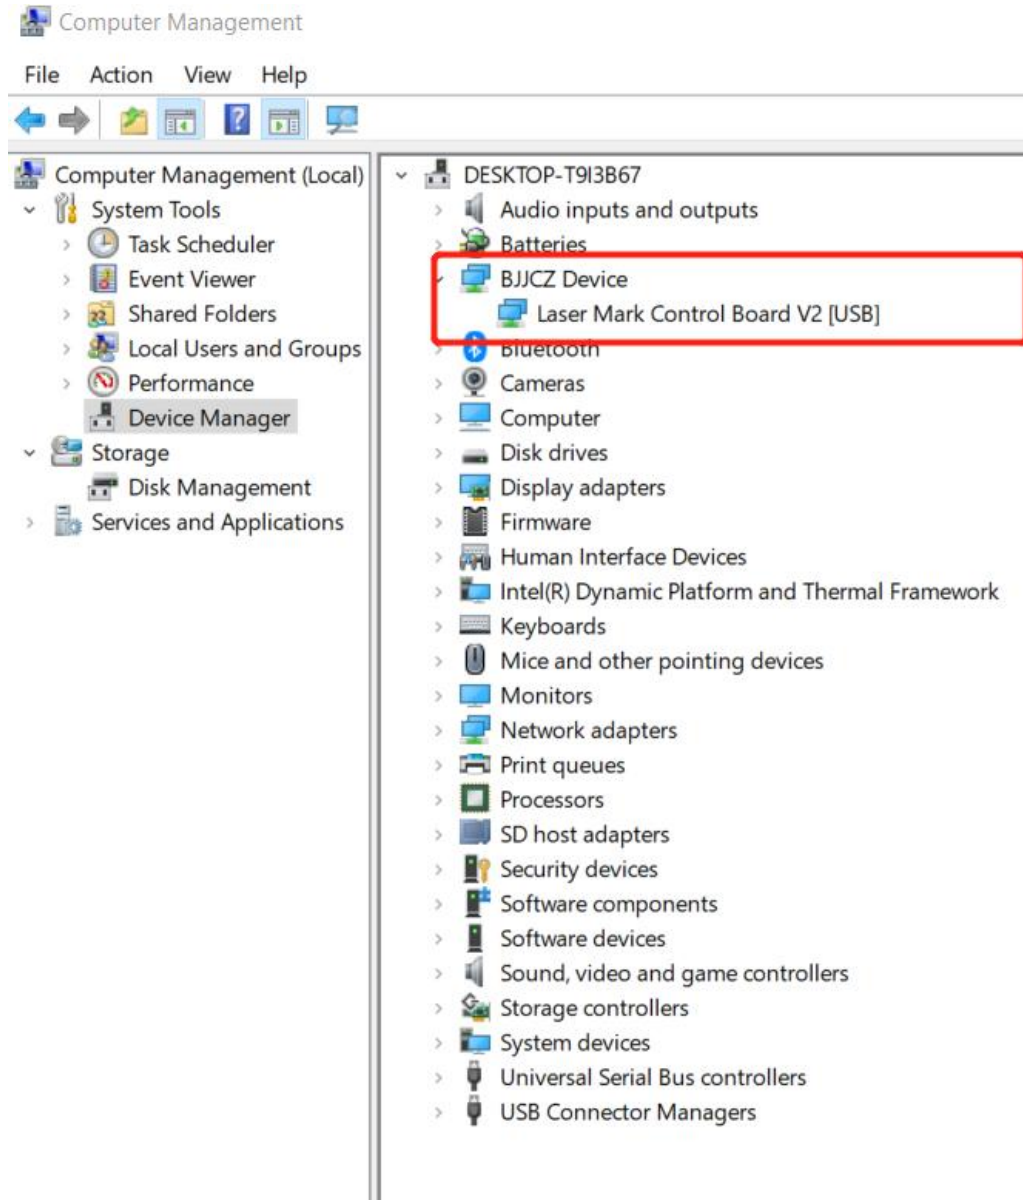 Computer Management
File Action View Help
Computer Management (Local)
System Tools
Task Scheduler
Event Viewer
Shared Folders
Local Users and Groups
Performance
Device Manager
Storage
Disk Management
Services and Applications
DESKTOP-T9I3B67
Audio inputs and outputs
Batteries
BJJCZ Device
Laser Mark Control Board V2 [USB]
Bluetooth
Cameras
Computer
Disk drives
Display adapters
Firmware
Human Interface Devices
Intel(R) Dynamic Platform and Thermal Framework
Keyboards
Mice and other pointing devices
Monitors
Network adapters
Print queues
Processors
SD host adapters
Security devices
Software components
Software devices
Sound, video and game controllers
Storage controllers
System devices
Universal Serial Bus controllers
USB Connector Managers